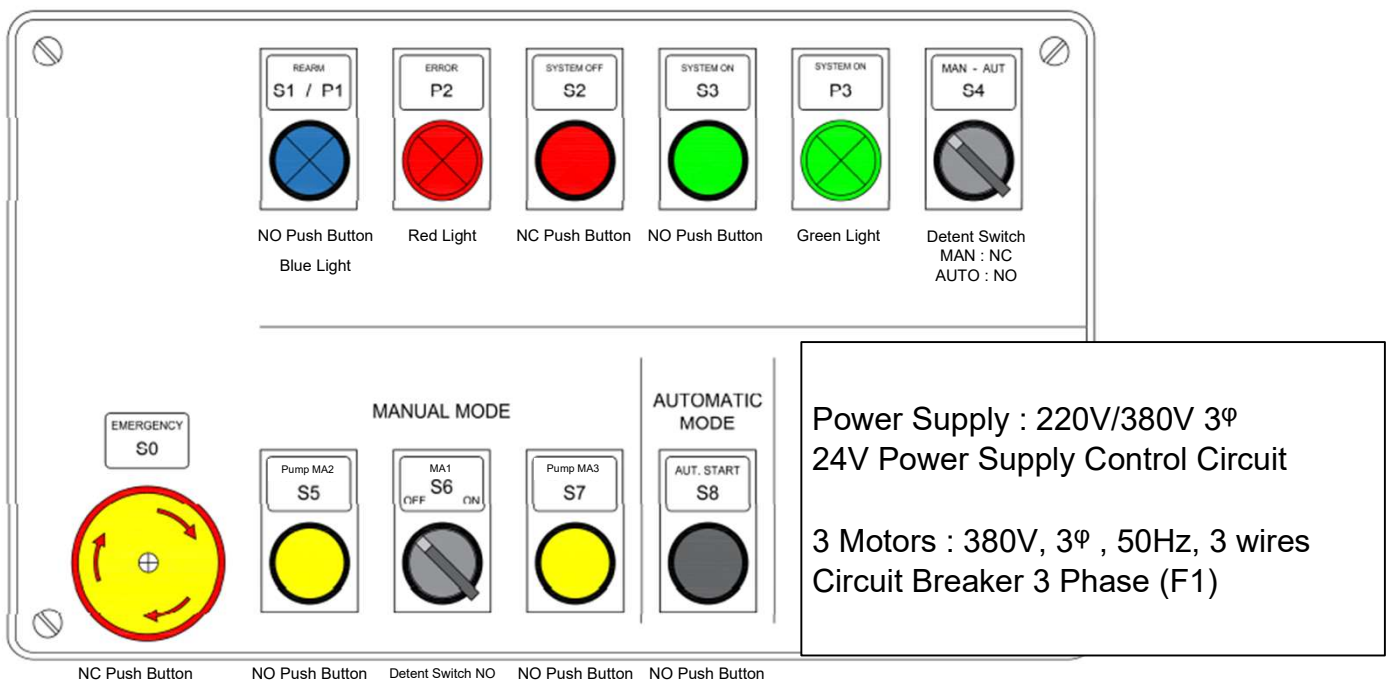 REARM
S1 / P1
ERROR
P2
SYSTEM OFF
S2
SYSTEM ON
S3
SYSTEM ON
P3
MAN - AUT
S4
NO Push Button
Blue Light
Red Light
NC Push Button
NO Push Button
Green Light
Detent Switch
MAN : NC
AUTO : NO
EMERGENCY
S0
NC Push Button
MANUAL MODE
Pump MA2
S5
NO Push Button
MA1
S6
OFF ON
Detent Switch NO
Pump MA3
S7
NO Push Button
AUTOMATIC
MODE
AUT. START
S8
NO Push Button
Power Supply : 220V/380V 3ᵠ
24V Power Supply Control Circuit
3 Motors : 380V, 3ᵠ , 50Hz, 3 wires
Circuit Breaker 3 Phase (F1)